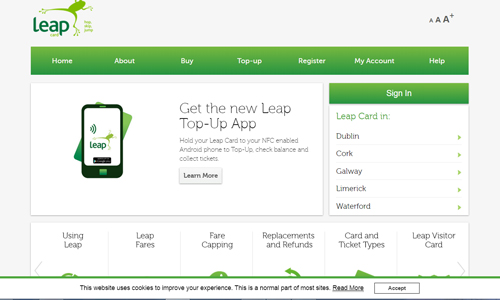 Leap
card
A A A+
Home About Buy Top-up Register My Account Help
Get the new Leap
Top-Up App
Hold your Leap Card to your NFC enabled
Android phone to Top-Up, check balance and
collect tickets.
Learn More
Leap
Sign In
Leap Card in:
Dublin
Cork
Galway
Limerick
Waterford
Using
Leap
Leap
Fares
Fare
Capping
Replacements
and Refunds
Card and
Ticket Types
Leap Visitor
Card
This website uses cookies to improve your experience. This is a normal part of most sites. Read More Accept